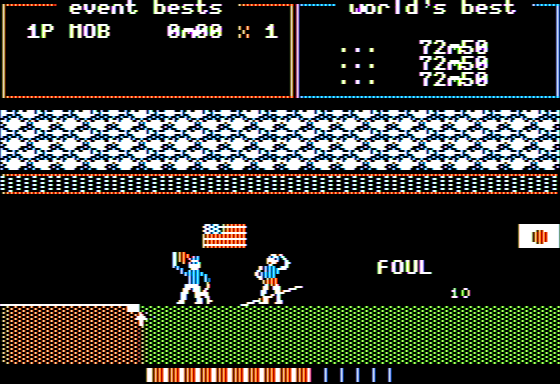 event bests
1P MOB 0m00 x 1
world's best
... 72m50
... 72m50
... 72m50
FOUL
10